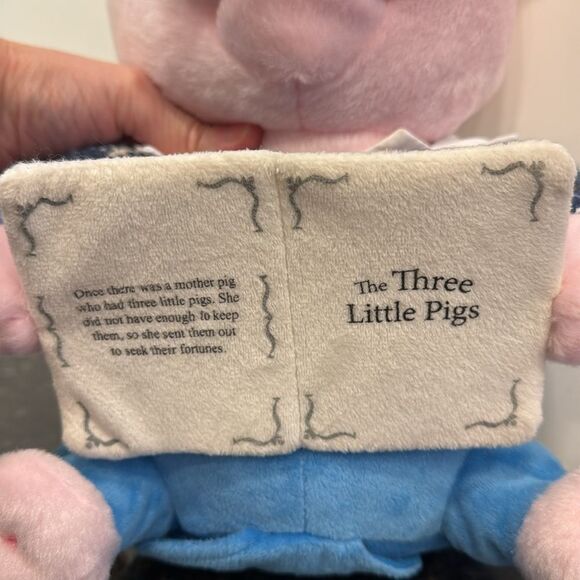 Once there was a mother pig
who had three little pigs. She
did not have enough to keep
them, so she sent them out
to seek their fortunes.
The Three
Little Pigs